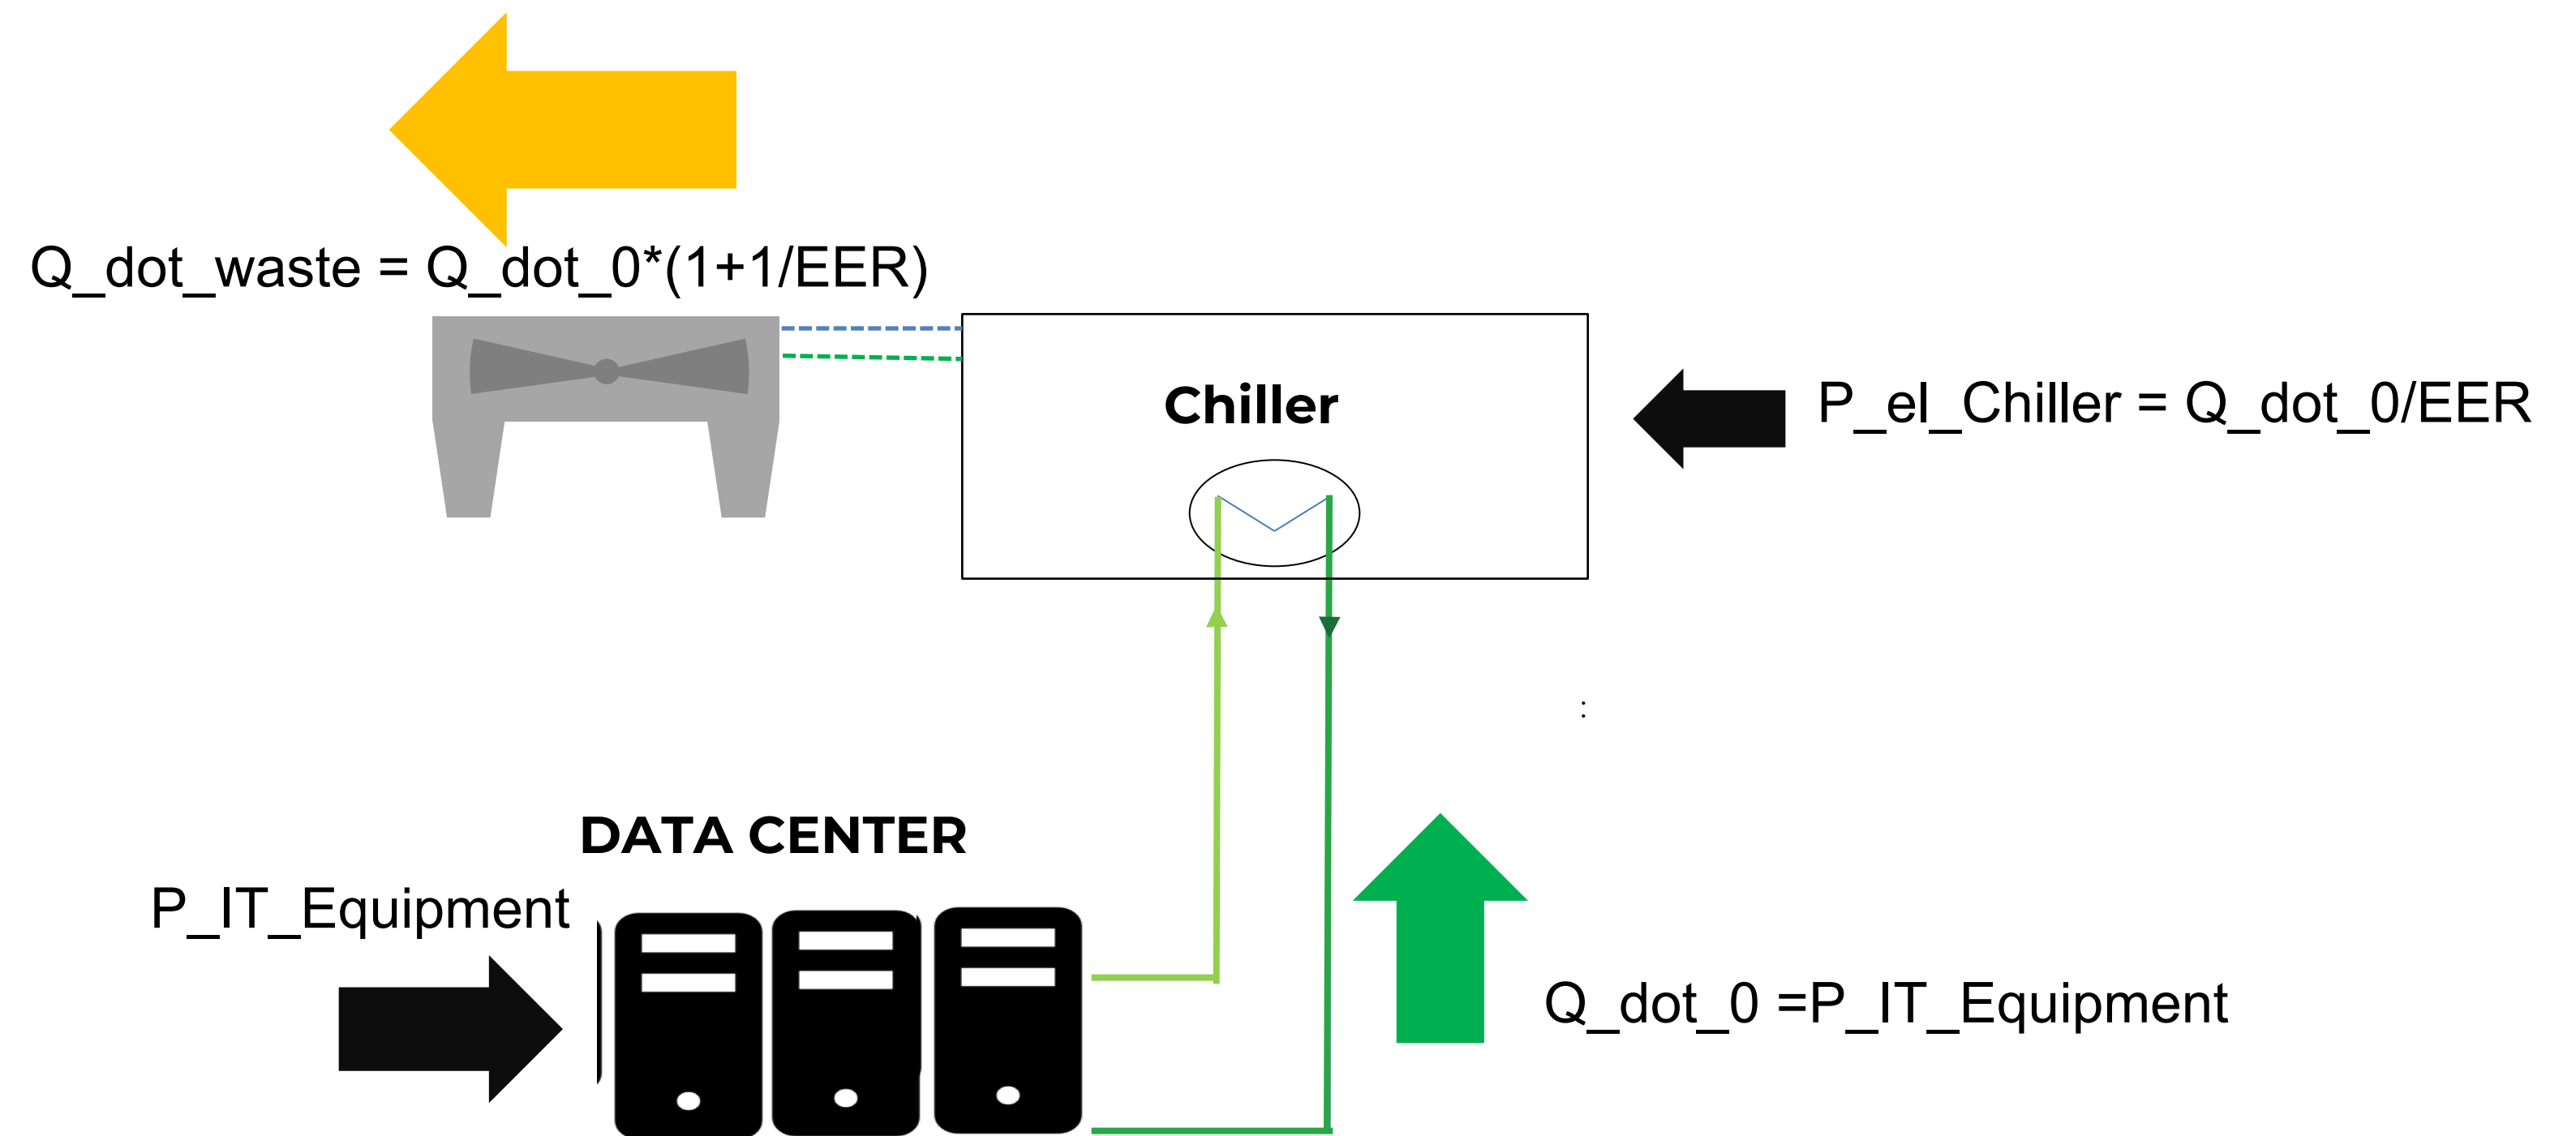 Q_dot_waste = Q_dot_0*(1+1/EER)
Chiller
P_el_Chiller = Q_dot_0/EER
:
DATA CENTER
P_IT_Equipment
Q_dot_0 =P_IT_Equipment